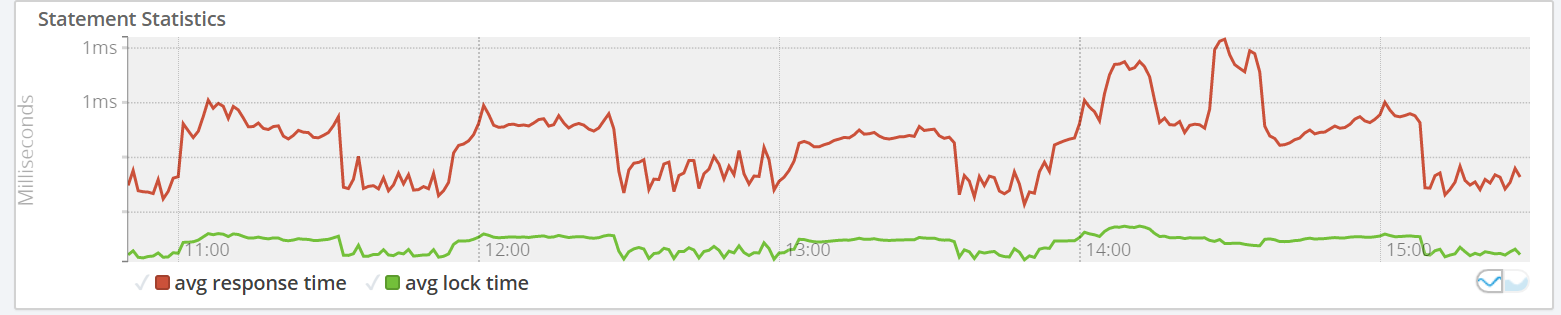 Statement Statistics
1ms
1ms
Milliseconds
11:00
12:00
13:00
14:00
15:00
avg response time
avg lock time